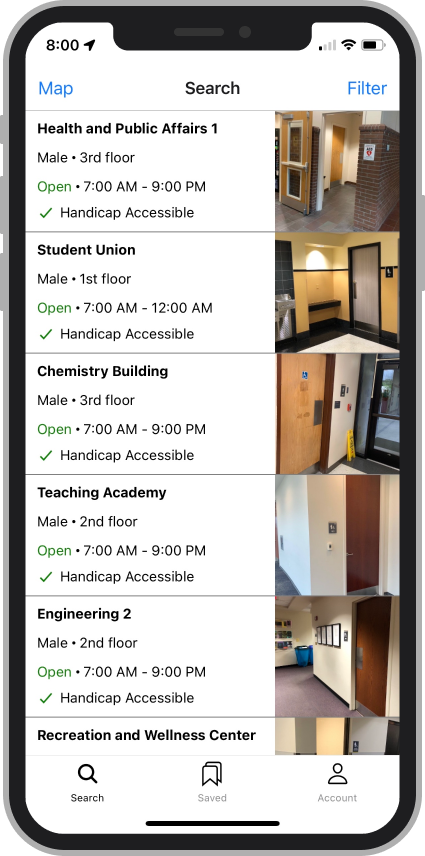 8:00
Map Search Filter
Health and Public Affairs 1
Male • 3rd floor
Open • 7:00 AM - 9:00 PM
Handicap Accessible
Student Union
Male • 1st floor
Open • 7:00 AM - 12:00 AM
Handicap Accessible
Chemistry Building
Male • 3rd floor
Open • 7:00 AM - 9:00 PM
Handicap Accessible
Teaching Academy
Male • 2nd floor
Open • 7:00 AM - 9:00 PM
Handicap Accessible
Engineering 2
Male • 2nd floor
Open • 7:00 AM - 9:00 PM
Handicap Accessible
Recreation and Wellness Center
Search Saved Account